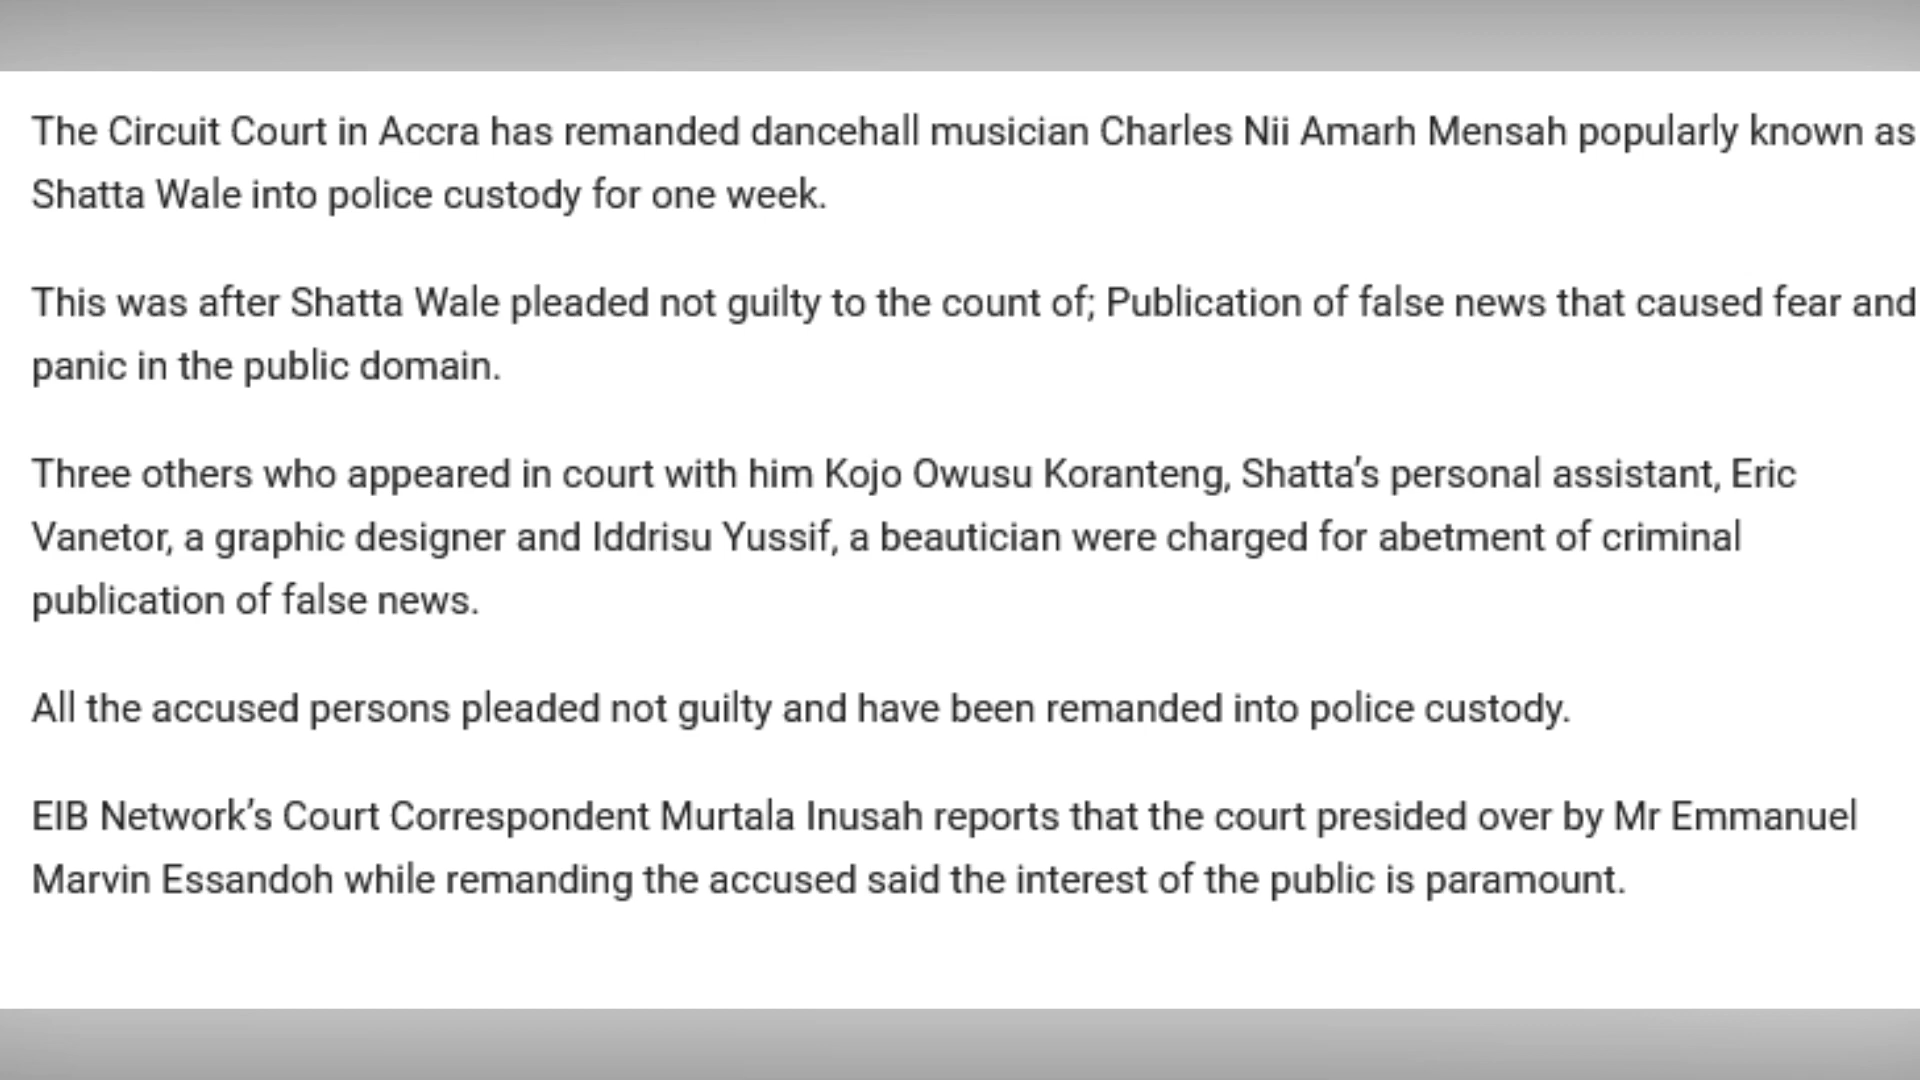 The Circuit Court in Accra has remanded dancehall musician Charles Nii Amarh Mensah popularly known as
Shatta Wale into police custody for one week.
This was after Shatta Wale pleaded not guilty to the count of; Publication of false news that caused fear and
panic in the public domain.
Three others who appeared in court with him Kojo Owusu Koranteng, Shatta’s personal assistant, Eric
Vanetor, a graphic designer and Iddrisu Yussif, a beautician were charged for abetment of criminal
publication of false news.
All the accused persons pleaded not guilty and have been remanded into police custody.
EIB Network’s Court Correspondent Murtala Inusah reports that the court presided over by Mr Emmanuel
Marvin Essandoh while remanding the accused said the interest of the public is paramount.